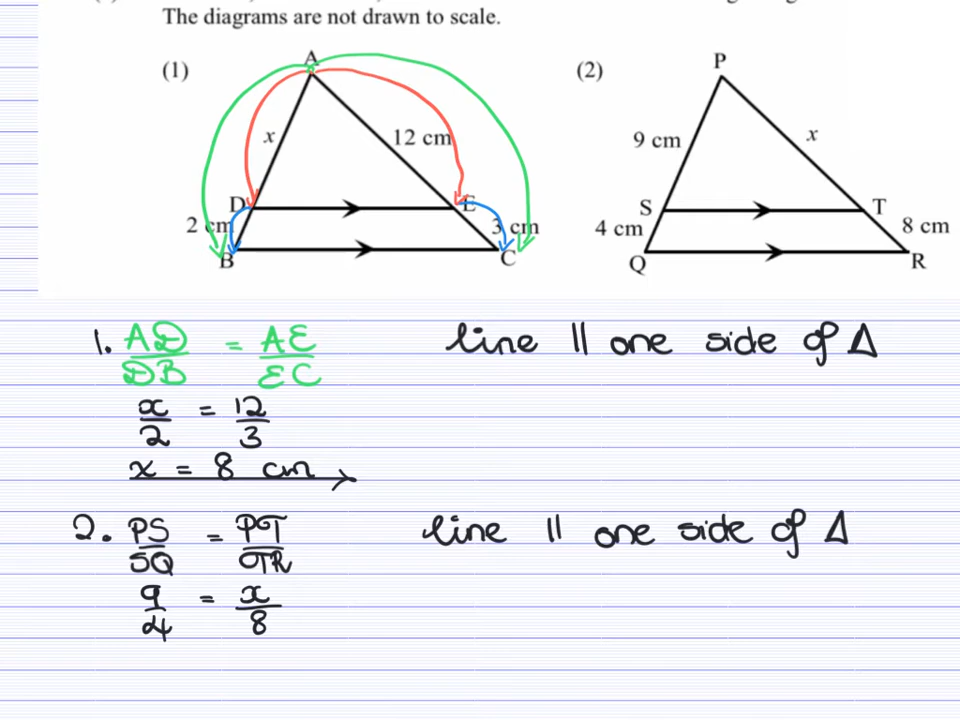 The diagrams are not drawn to scale.
(1)
A
x
12 cm
D
E
2 cm
3 cm
B
C
(2)
P
9 cm
x
S
T
4 cm
8 cm
Q
R
1. AD/DB = AE/EC line || one side of Δ
x/2 = 12/3
x = 8 cm
2. PS/SQ = PT/TR line || one side of Δ
9/4 = x/8